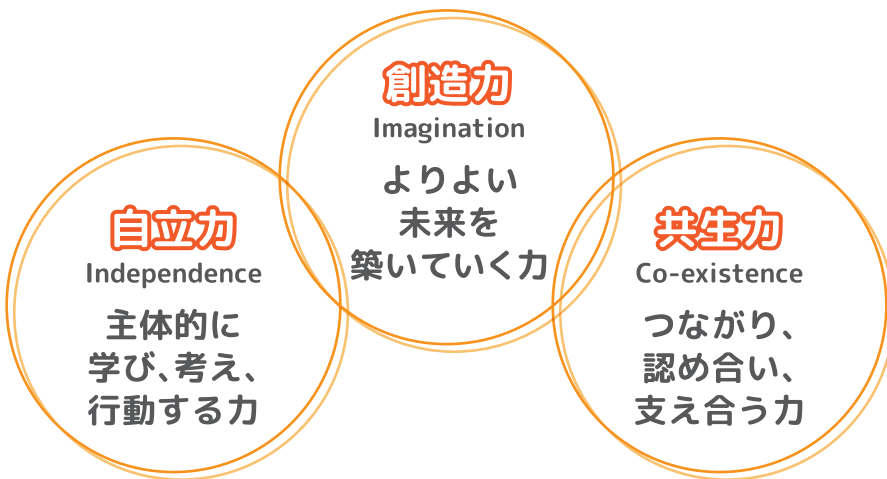 創造力
Imagination
よりよい
未来を
築いていく力
自立力
Independence
主体的に
学び、考え、
行動する力
共生力
Co-existence
つながり、
認め合い、
支え合う力